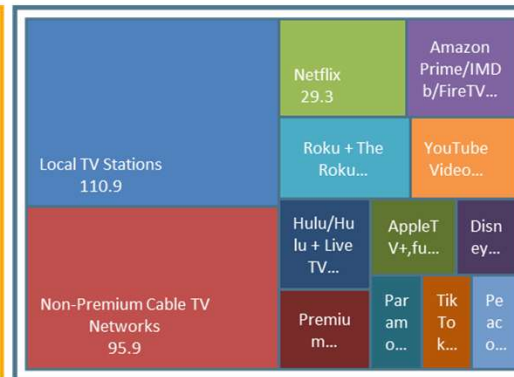 Local TV Stations
110.9
Non-Premium Cable TV
Networks
95.9
Netflix
29.3
Amazon
Prime/IMD
b/FireTV...
Roku + The
Roku...
YouTube
Video...
Hulu/Hu
lu + Live
TV...
AppleT
V+,fu...
Disn
ey...
Premiu
m...
Par
am
o...
Tik
To
k...
Pe
ac
o...